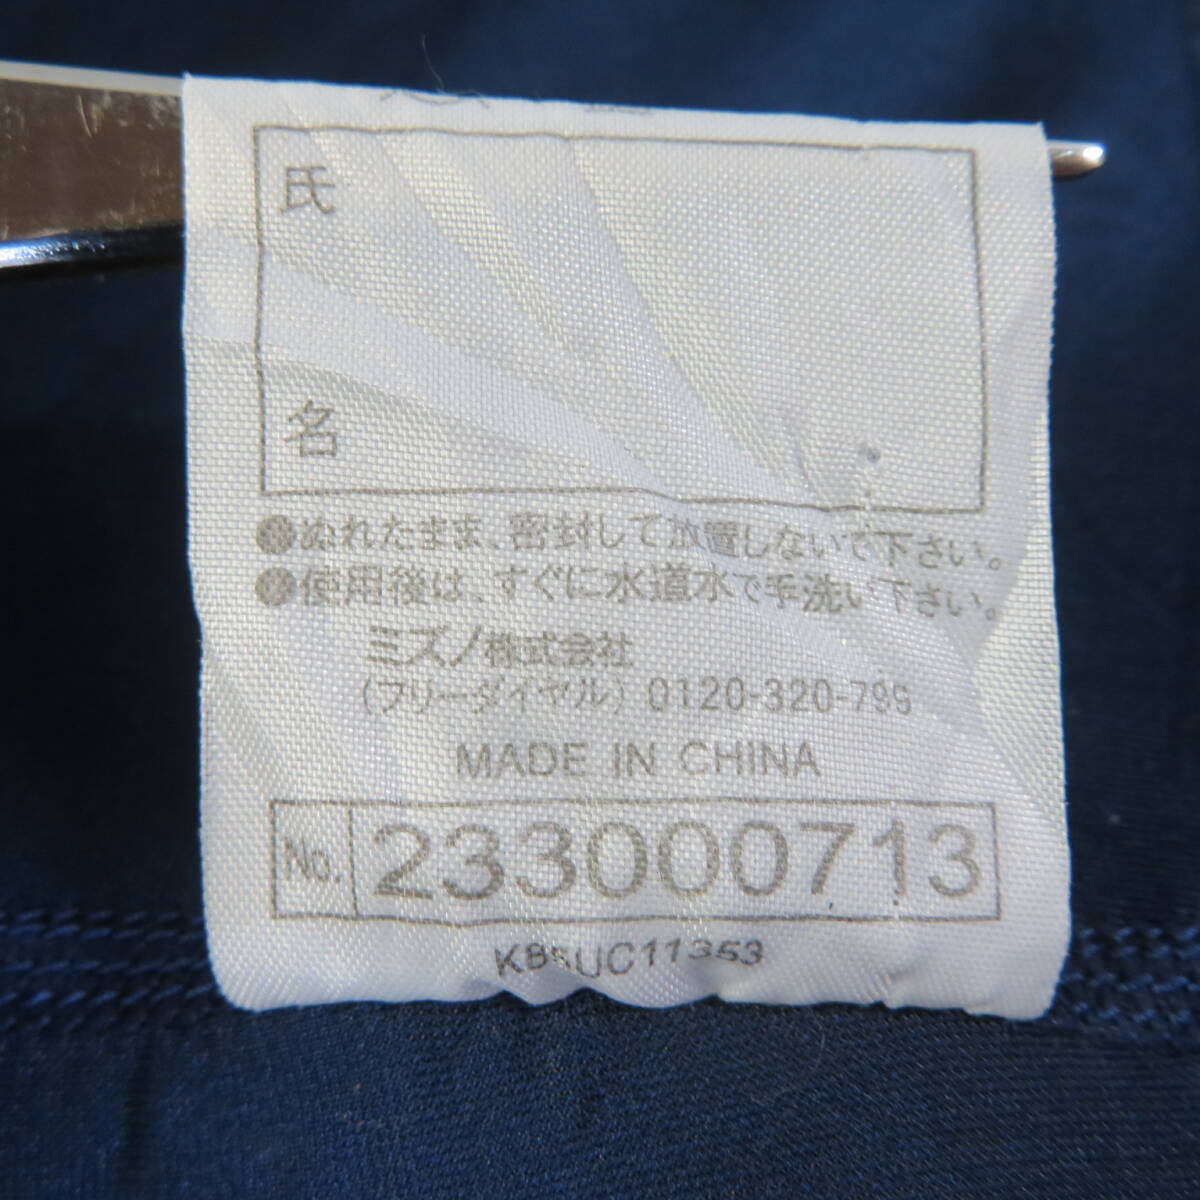 氏
名
●ぬれたまま、密封して放置しないで下さい。
●使用後は、すぐに水道水で手洗い下さい。
ミズノ株式会社
(フリーダイヤル) 0120-320-799
MADE IN CHINA
No. 233000713